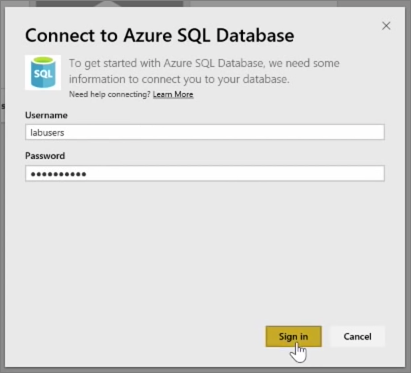 Connect to Azure SQL Database
SQL
To get started with Azure SQL Database, we need some
information to connect you to your database.
Need help connecting? Learn More
Username
labusers
Password
●●●●●●●●●●
Sign in
Cancel